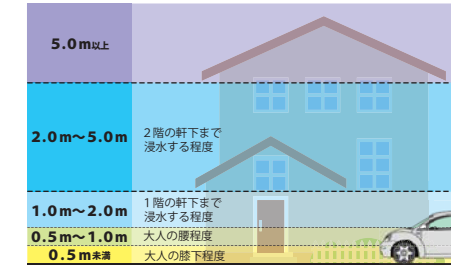 5.0m以上
2.0m〜5.0m
2階の軒下まで
浸水する程度
1.0m〜2.0m
1階の軒下まで
浸水する程度
0.5m〜1.0m
大人の腰程度
0.5m未満
大人の膝下程度